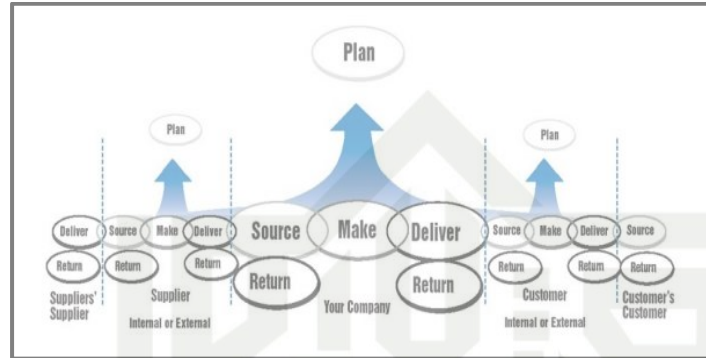 Plan
Plan
Plan
Deliver Source Make Deliver Source Make Deliver Source Make Deliver Source
Return Return Return Return Return Return Return Return
Suppliers' Supplier
Supplier
Internal or External
Your Company
Customer
Internal or External
Customer's Customer